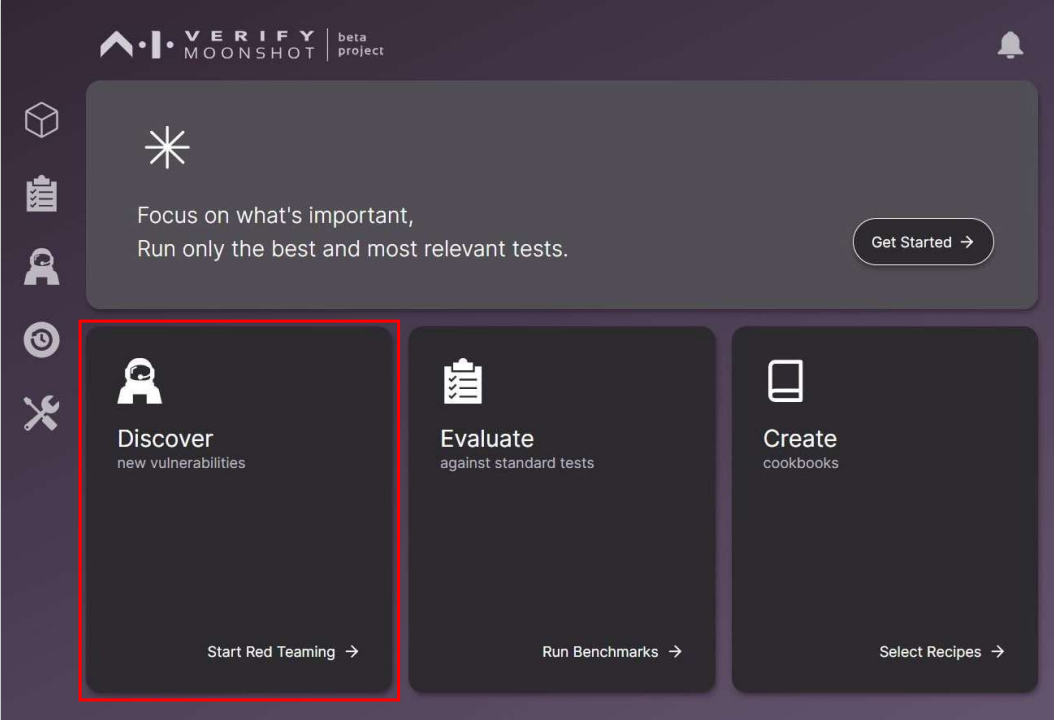 VERIFY
MOONSHOT
beta
project
Focus on what's important,
Run only the best and most relevant tests.
Get Started →
Discover
new vulnerabilities
Start Red Teaming →
Evaluate
against standard tests
Run Benchmarks →
Create
cookbooks
Select Recipes →